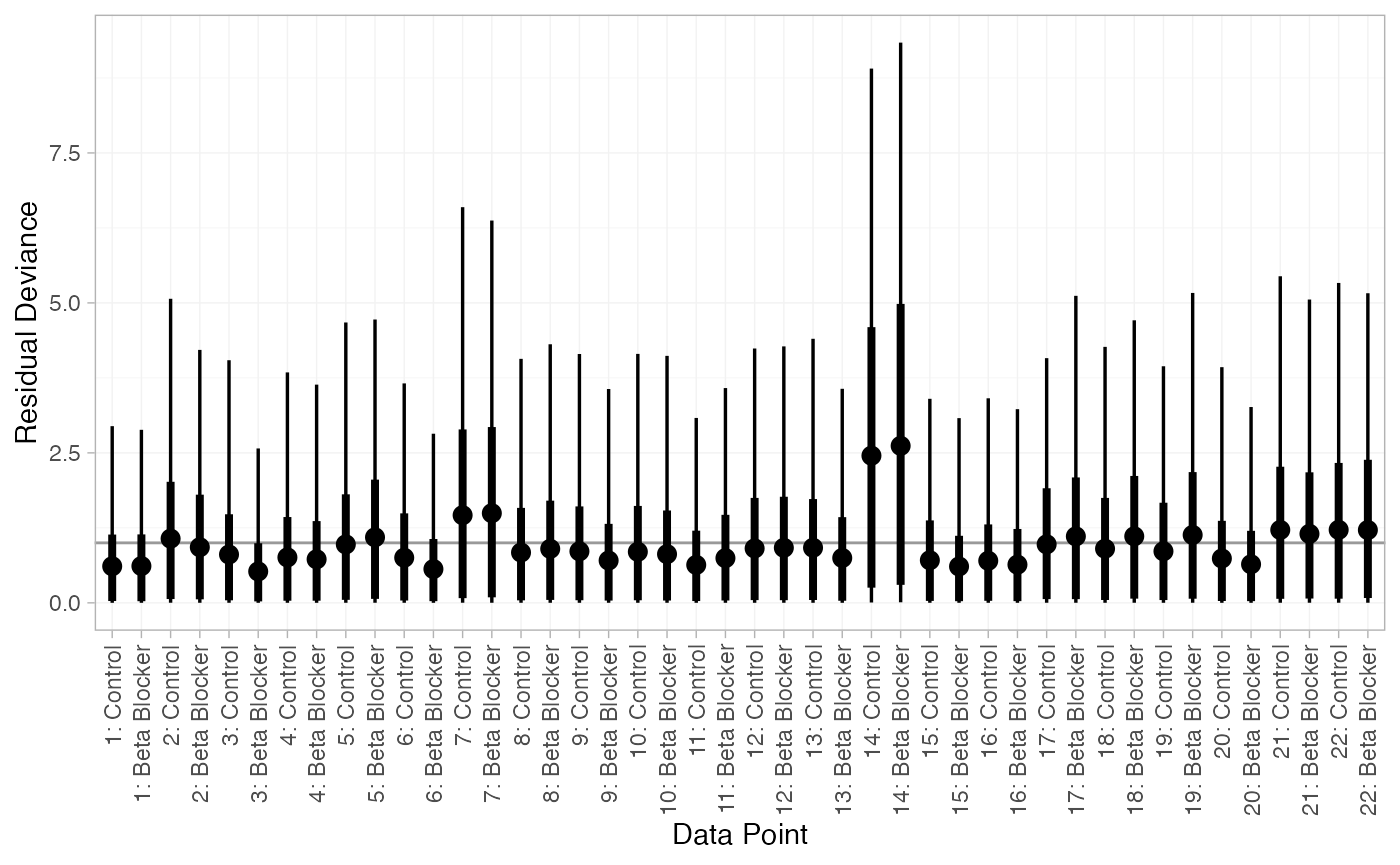 Residual Deviance
7.5
5.0
2.5
0.0
1: Control
1: Beta Blocker
2: Control
2: Beta Blocker
3: Control
3: Beta Blocker
4: Control
4: Beta Blocker
5: Control
5: Beta Blocker
6: Control
6: Beta Blocker
7: Control
7: Beta Blocker
8: Control
8: Beta Blocker
9: Control
9: Beta Blocker
10: Control
10: Beta Blocker
11: Control
11: Beta Blocker
12: Control
12: Beta Blocker
13: Control
13: Beta Blocker
14: Control
14: Beta Blocker
15: Control
15: Beta Blocker
16: Control
16: Beta Blocker
17: Control
17: Beta Blocker
18: Control
18: Beta Blocker
19: Control
19: Beta Blocker
20: Control
20: Beta Blocker
21: Control
21: Beta Blocker
22: Control
22: Beta Blocker
Data Point